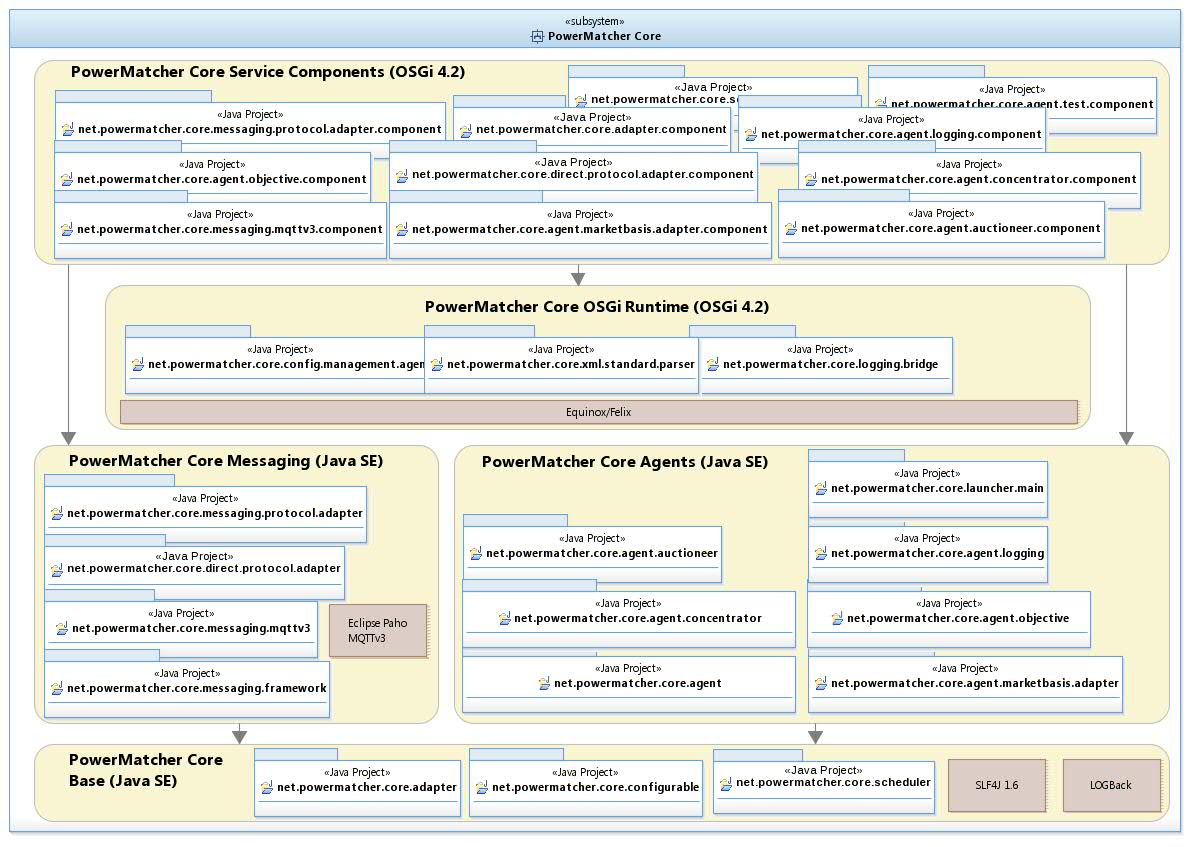 «subsystem»
PowerMatcher Core
PowerMatcher Core Service Components (OSGi 4.2)
«Java Project»
net.powermatcher.core.sc
«Java Project»
net.powermatcher.core.agent.test.component
«Java Project»
net.powermatcher.core.messaging.protocol.adapter.component
«Java Project»
net.powermatcher.core.adapter.component
«Java Project»
net.powermatcher.core.agent.logging.component
«Java Project»
net.powermatcher.core.agent.objective.component
«Java Project»
net.powermatcher.core.direct.protocol.adapter.component
«Java Project»
net.powermatcher.core.agent.concentrator.component
«Java Project»
net.powermatcher.core.messaging.mqttv3.component
«Java Project»
net.powermatcher.core.agent.marketbasis.adapter.component
«Java Project»
net.powermatcher.core.agent.auctioneer.component
PowerMatcher Core OSGi Runtime (OSGi 4.2)
«Java Project»
net.powermatcher.core.config.management.agen
«Java Project»
net.powermatcher.core.xml.standard.parser
«Java Project»
net.powermatcher.core.logging.bridge
Equinox/Felix
PowerMatcher Core Messaging (Java SE)
«Java Project»
net.powermatcher.core.messaging.protocol.adapter
«Java Project»
net.powermatcher.core.direct.protocol.adapter
«Java Project»
net.powermatcher.core.messaging.mqttv3
Eclipse Paho
MQTTv3
«Java Project»
net.powermatcher.core.messaging.framework
PowerMatcher Core Agents (Java SE)
«Java Project»
net.powermatcher.core.launcher.main
«Java Project»
net.powermatcher.core.agent.auctioneer
«Java Project»
net.powermatcher.core.agent.logging
«Java Project»
net.powermatcher.core.agent.concentrator
«Java Project»
net.powermatcher.core.agent.objective
«Java Project»
net.powermatcher.core.agent
«Java Project»
net.powermatcher.core.agent.marketbasis.adapter
PowerMatcher Core
Base (Java SE)
«Java Project»
net.powermatcher.core.adapter
«Java Project»
net.powermatcher.core.configurable
«Java Project»
net.powermatcher.core.scheduler
SLF4J 1.6
LOGBack